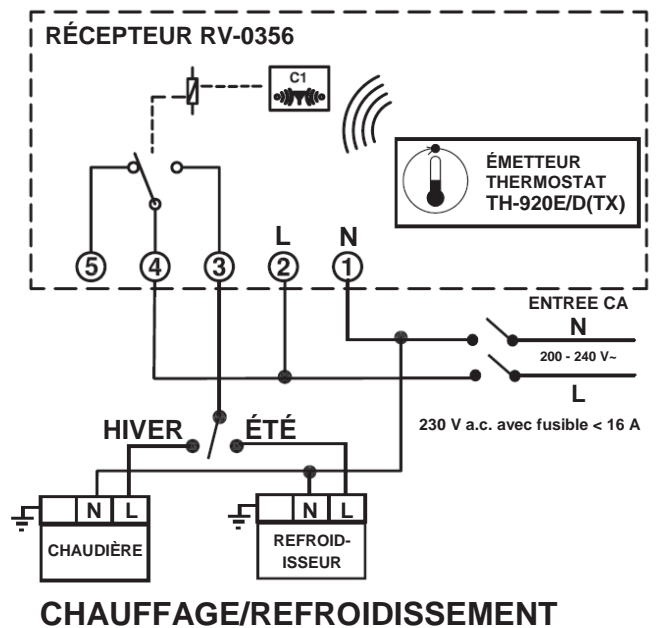 RÉCEPTEUR RV-0356
C1
ÉMETTEUR
THERMOSTAT
TH-920E/D(TX)
L N
5 4 3 2 1
ENTREE CA
N
200 - 240 V~
L
230 V a.c. avec fusible < 16 A
HIVER ÉTÉ
N L
CHAUDIÈRE
N L
REFROID-
ISSEUR
CHAUFFAGE/REFROIDISSEMENT